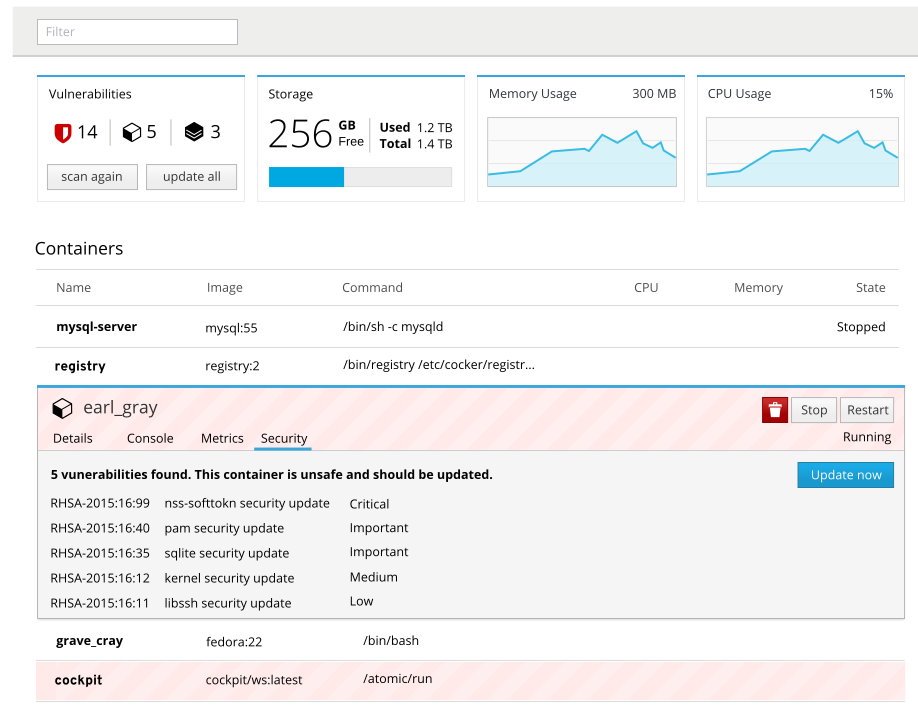 Filter
Vulnerabilities
14 5 3
scan again update all
Storage
256 GB Free Used 1.2 TB
Total 1.4 TB
Memory Usage 300 MB
CPU Usage 15%
Containers
Name Image Command CPU Memory State
mysql-server mysql:55 /bin/sh -c mysqld Stopped
registry registry:2 /bin/registry /etc/cocker/registr...
earl_gray Stop Restart
Details Console Metrics Security Running
5 vunerabilities found. This container is unsafe and should be updated. Update now
RHSA-2015:16:99 nss-softtokn security update Critical
RHSA-2015:16:40 pam security update Important
RHSA-2015:16:35 sqlite security update Important
RHSA-2015:16:12 kernel security update Medium
RHSA-2015:16:11 libssh security update Low
grave_cray fedora:22 /bin/bash
cockpit cockpit/ws:latest /atomic/run